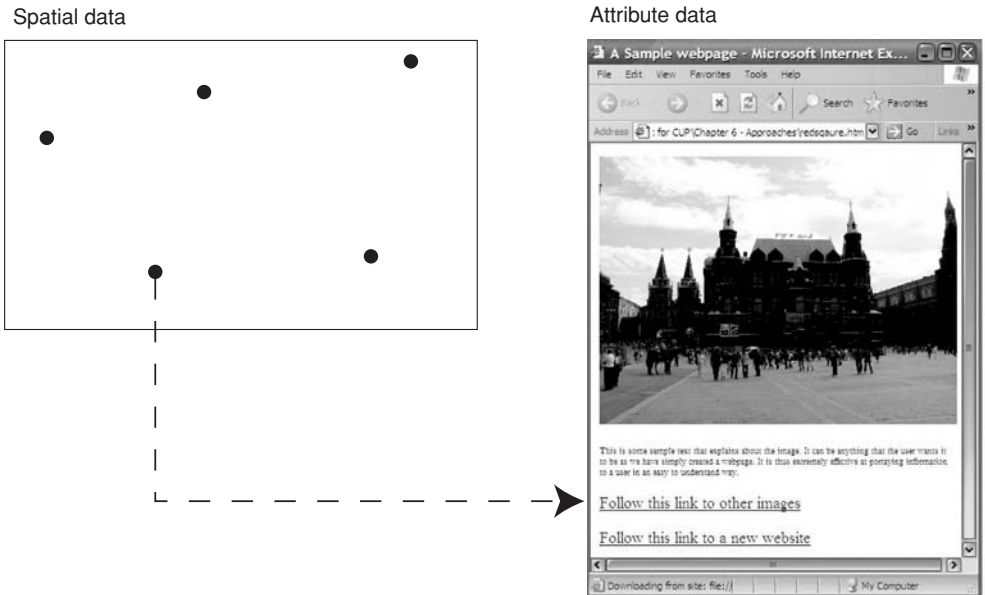 Spatial data
Attribute data
A Sample webpage - Microsoft Internet Ex...
File Edit View Favorites Tools Help
Back Search Favorites »
Address : for CUP\Chapter 6 - Approaches\redsqaure.htm Go Links »
This is some sample text that explains about the image. It can be anything that the user wants it
to be as we have simply created a webpage. It is thus extremely effictive at portaying information
to a user in an easy to understand way.
Follow this link to other images
Follow this link to a new website
Downloading from site: file:// My Computer